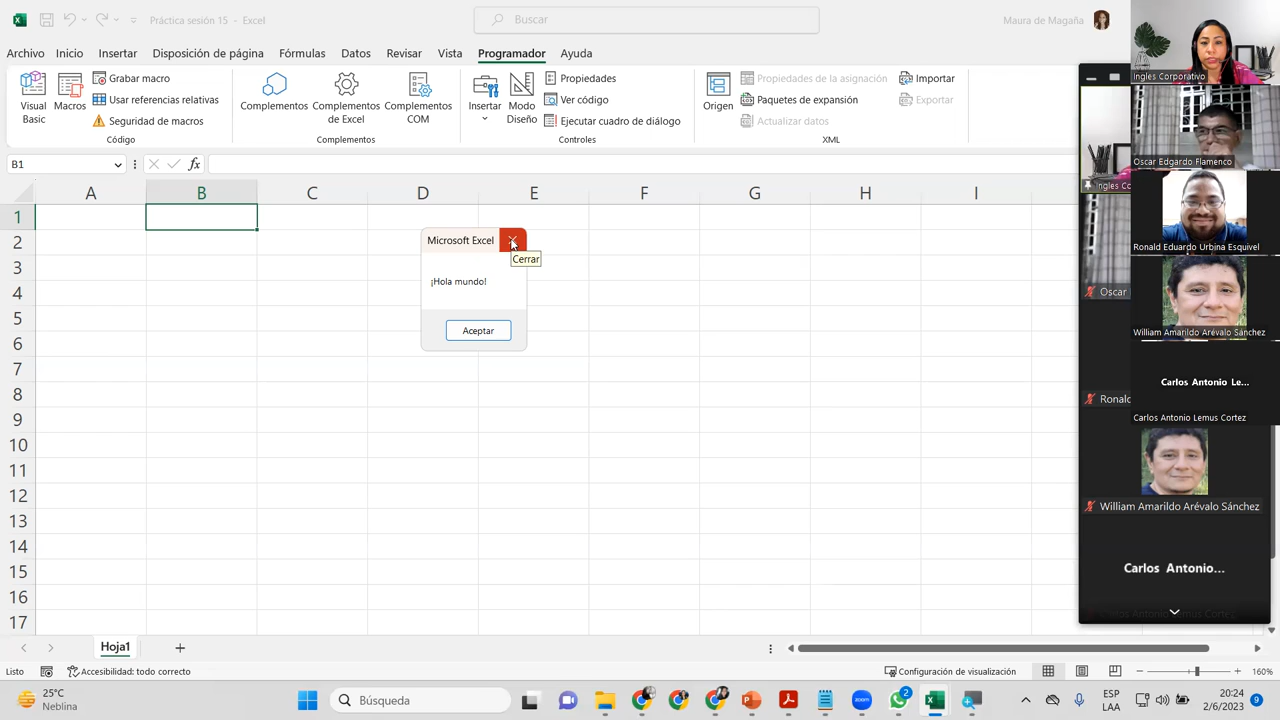 Práctica sesión 15 - Excel
Buscar
Maura de Magaña
Archivo Inicio Insertar Disposición de página Fórmulas Datos Revisar Vista Programador Ayuda
Visual Basic
Macros
Grabar macro
Usar referencias relativas
Seguridad de macros
Código
Complementos
Complementos de Excel
Complementos COM
Complementos
Insertar
Modo Diseño
Propiedades
Ver código
Ejecutar cuadro de diálogo
Controles
Origen
Propiedades de la asignación
Paquetes de expansión
Actualizar datos
Importar
Exportar
XML
B1
fx
A B C D E F G H I
1
2
3
4
5
6
7
8
9
10
11
12
13
14
15
16
17
Microsoft Excel
Cerrar
¡Hola mundo!
Aceptar
Ingles Corporativo
Oscar Edgardo Flamenco
Ronald Eduardo Urbina Esquivel
William Amarildo Arévalo Sánchez
Carlos Antonio Le...
Carlos Antonio Lemus Cortez
Ingles Co
Oscar
Ronald
William Amarildo Arévalo Sánchez
Carlos Antonio...
Hoja1
Listo
Accesibilidad: todo correcto
Configuración de visualización
160%
25°C
Neblina
Búsqueda
zoom
2
ESP
LAA
20:24
2/6/2023
9